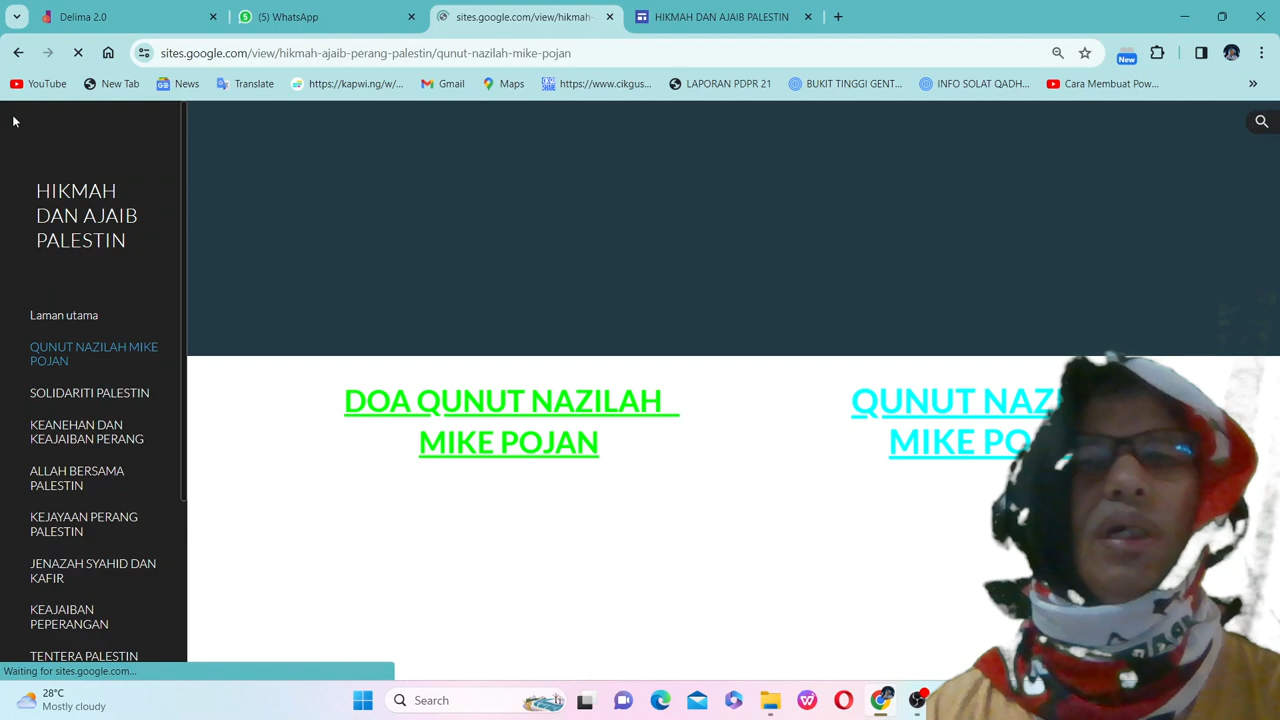 Delima 2.0
(5) WhatsApp
sites.google.com/view/hikmah-
HIKMAH DAN AJAIB PALESTIN
sites.google.com/view/hikmah-ajaib-perang-palestin/qunut-nazilah-mike-pojan
New
YouTube
New Tab
News
Translate
https://kapwi.ng/w/...
Gmail
Maps
https://www.cikgus...
LAPORAN PDPR 21
BUKIT TINGGI GENT...
INFO SOLAT QADH...
Cara Membuat Pow...
HIKMAH
DAN AJAIB
PALESTIN
Laman utama
QUNUT NAZILAH MIKE
POJAN
SOLIDARITI PALESTIN
KEANEHAN DAN
KEAJAIBAN PERANG
ALLAH BERSAMA
PALESTIN
KEJAYAAN PERANG
PALESTIN
JENAZAH SYAHID DAN
KAFIR
KEAJAIBAN
PEPERANGAN
TENTERA PALESTIN
DOA QUNUT NAZILAH
MIKE POJAN
QUNUT NAZ
MIKE PO
Waiting for sites.google.com...
28°C
Mostly cloudy
Search